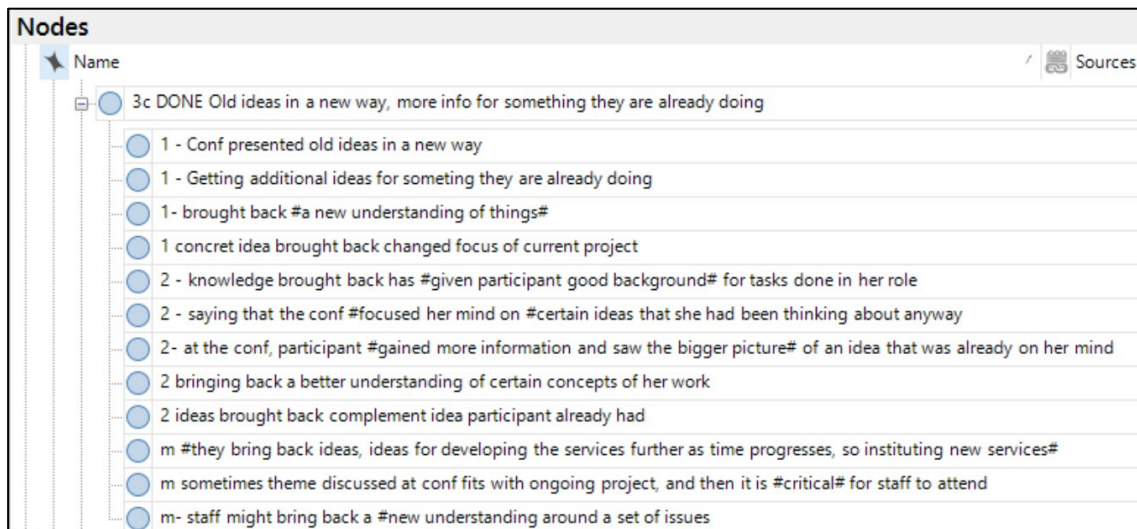 Nodes
Name / Sources
3c DONE Old ideas in a new way, more info for something they are already doing
1 - Conf presented old ideas in a new way
1 - Getting additional ideas for someting they are already doing
1- brought back #a new understanding of things#
1 concret idea brought back changed focus of current project
2 - knowledge brought back has #given participant good background# for tasks done in her role
2 - saying that the conf #focused her mind on #certain ideas that she had been thinking about anyway
2- at the conf, participant #gained more information and saw the bigger picture# of an idea that was already on her mind
2 bringing back a better understanding of certain concepts of her work
2 ideas brought back complement idea participant already had
m #they bring back ideas, ideas for developing the services further as time progresses, so instituting new services#
m sometimes theme discussed at conf fits with ongoing project, and then it is #critical# for staff to attend
m- staff might bring back a #new understanding around a set of issues